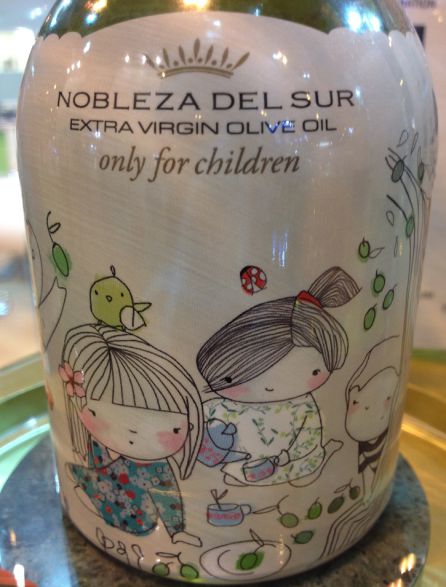 NOBLEZA DEL SUR
EXTRA VIRGIN OLIVE OIL
only for children